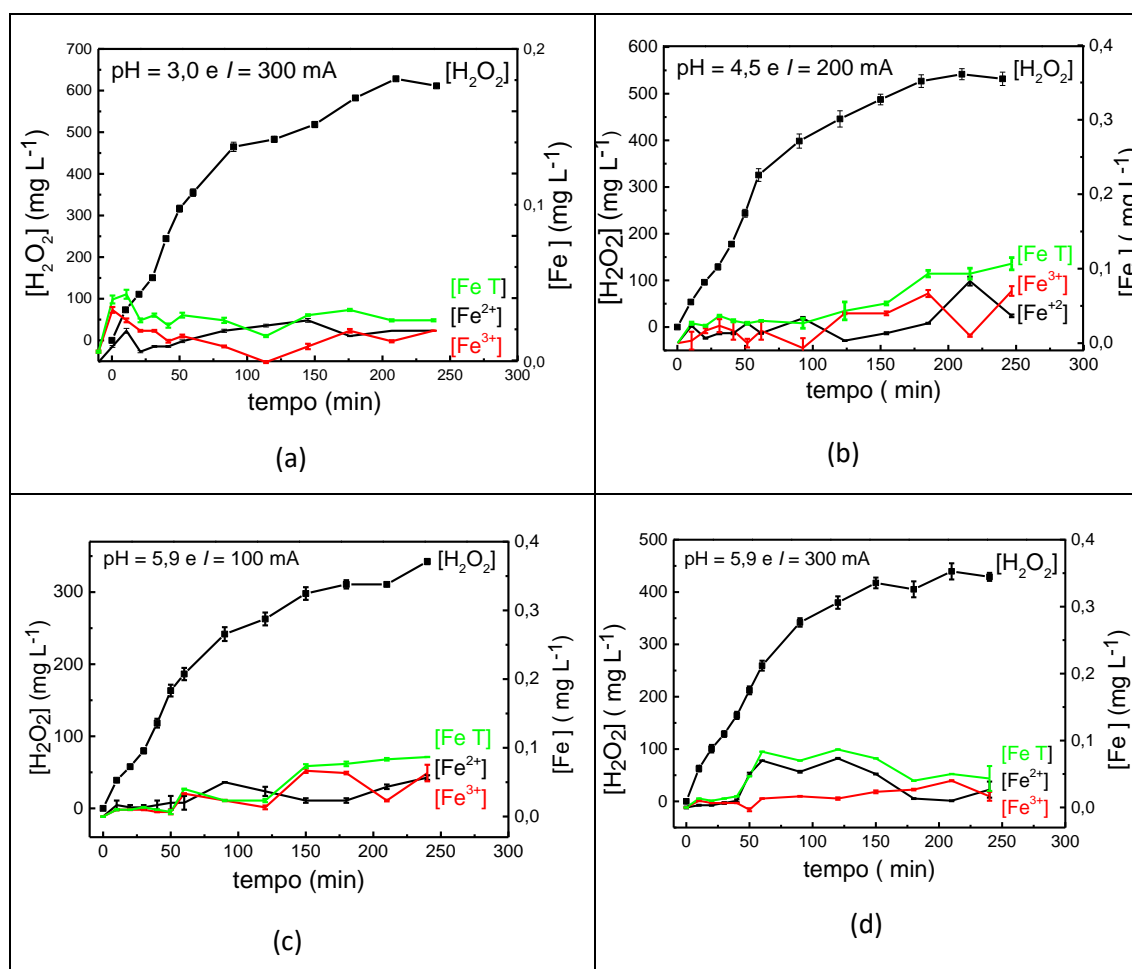 pH = 3,0 e I = 300 mA
[H₂O₂]
[H₂O₂] (mg L⁻¹)
700
600
500
400
300
200
100
0
0,2
0,1
0,0
[Fe ] (mg L⁻¹)
[Fe T]
[Fe²⁺]
[Fe³⁺]
0 50 100 150 200 250 300
tempo (min)
(a)
pH = 4,5 e I = 200 mA
[H₂O₂]
[H₂O₂] (mg L⁻¹)
600
500
400
300
200
100
0
0,4
0,3
0,2
0,1
0,0
[Fe ] ( mg L⁻¹)
[Fe T]
[Fe³⁺]
[Fe⁺²]
0 50 100 150 200 250 300
tempo ( min)
(b)
pH = 5,9 e I = 100 mA
[H₂O₂]
[H₂O₂] (mg L⁻¹)
300
200
100
0
0,4
0,3
0,2
0,1
0,0
[Fe ] ( mg L⁻¹)
[Fe T]
[Fe²⁺]
[Fe³⁺]
0 50 100 150 200 250 300
tempo (min)
(c)
pH = 5,9 e I = 300 mA
[H₂O₂]
[H₂O₂] ( mg L⁻¹)
500
400
300
200
100
0
0,4
0,3
0,2
0,1
0,0
[Fe ] ( mg L⁻¹)
[Fe T]
[Fe²⁺]
[Fe³⁺]
0 50 100 150 200 250 300
tempo ( min)
(d)